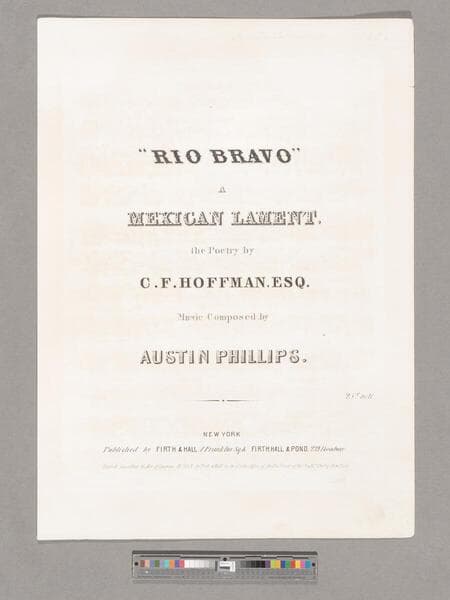 "RIO BRAVO"
A
MEXICAN LAMENT.
the Poetry by
C. F. HOFFMAN. ESQ.
Music Composed by
AUSTIN PHILLIPS.
NEW YORK
Published by FIRTH & HALL 1 Franklin Sq. & FIRTH, HALL & POND, 239 Broadway